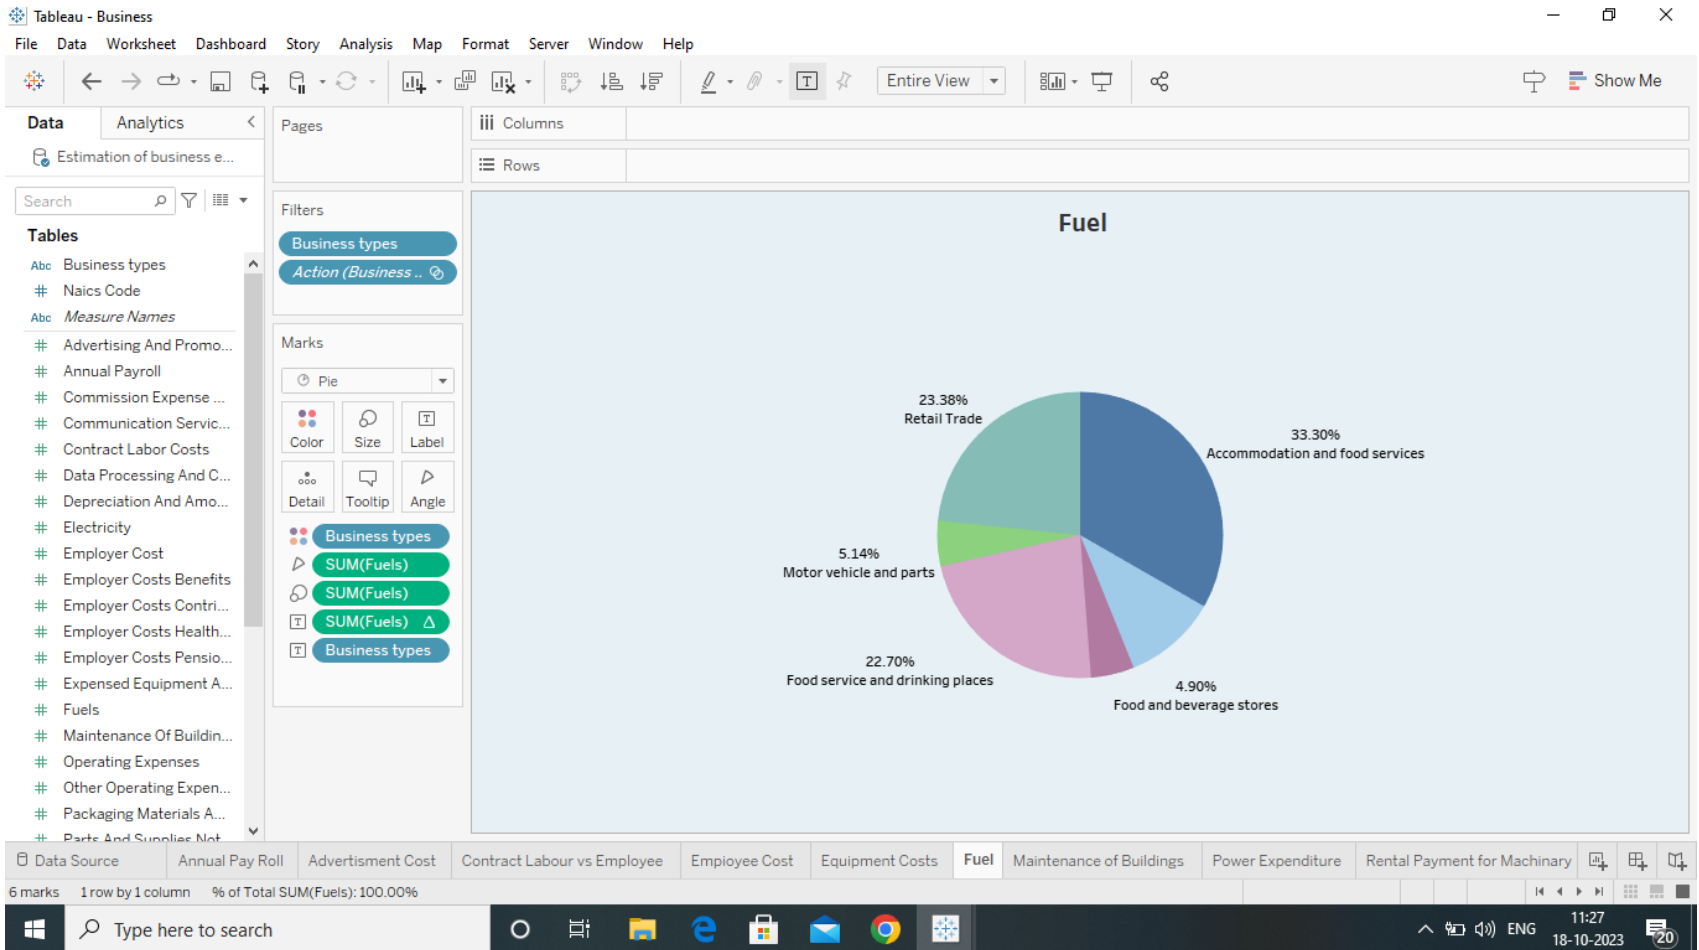 Tableau - Business
File Data Worksheet Dashboard Story Analysis Map Format Server Window Help
Entire View
Show Me
Data Analytics
Estimation of business e...
Search
Tables
Abc Business types
# Naics Code
Abc Measure Names
# Advertising And Promo...
# Annual Payroll
# Commission Expense ...
# Communication Servic...
# Contract Labor Costs
# Data Processing And C...
# Depreciation And Amo...
# Electricity
# Employer Cost
# Employer Costs Benefits
# Employer Costs Contri...
# Employer Costs Health...
# Employer Costs Pensio...
# Expensed Equipment A...
# Fuels
# Maintenance Of Buildin...
# Operating Expenses
# Other Operating Expen...
# Packaging Materials A...
# Parts And Supplies Not
Pages
Filters
Business types
Action (Business ..
Marks
Pie
Color Size Label
Detail Tooltip Angle
Business types
SUM(Fuels)
SUM(Fuels)
SUM(Fuels) Δ
Business types
Columns
Rows
Fuel
23.38%
Retail Trade
33.30%
Accommodation and food services
5.14%
Motor vehicle and parts
22.70%
Food service and drinking places
4.90%
Food and beverage stores
Data Source Annual Pay Roll Advertisment Cost Contract Labour vs Employee Empioyee Cost Equipment Costs Fuel Maintenance of Buildings Power Expenditure Rental Payment for Machinary
6 marks 1 row by 1 column % of Total SUM(Fuels): 100.00%
Type here to search
ENG
11:27
18-10-2023
20